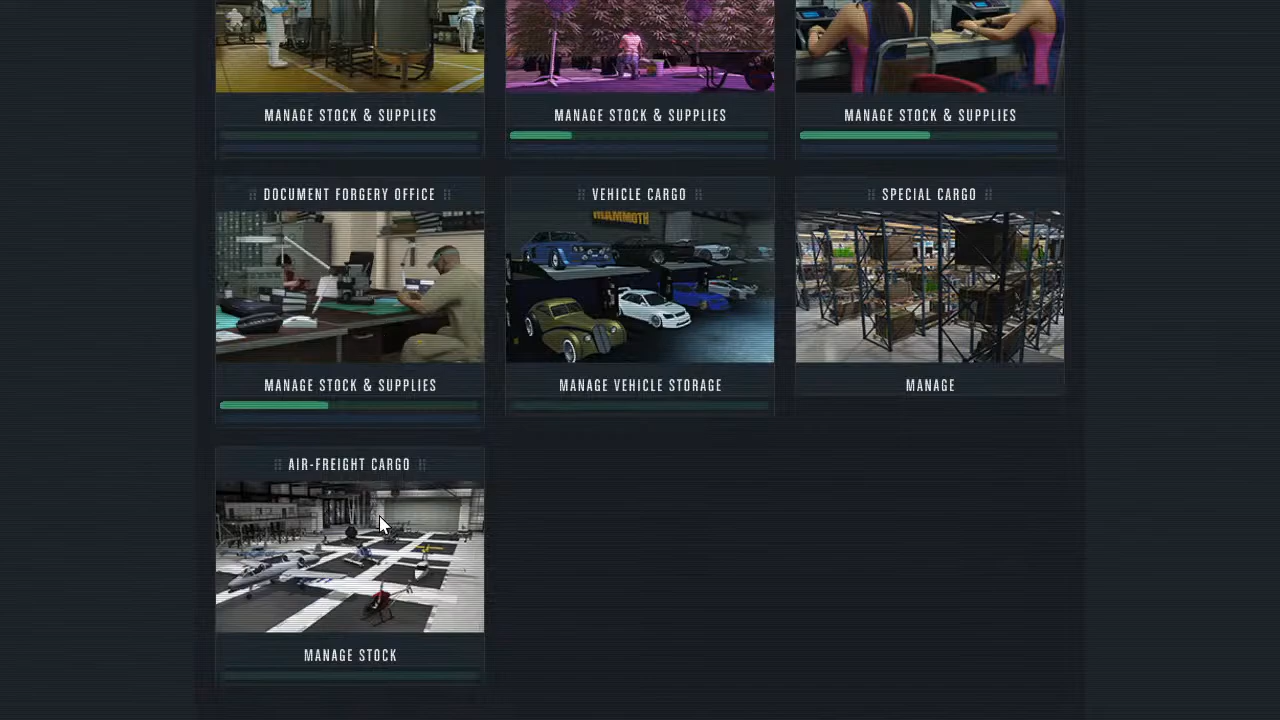 MANAGE STOCK & SUPPLIES
MANAGE STOCK & SUPPLIES
MANAGE STOCK & SUPPLIES
DOCUMENT FORGERY OFFICE
VEHICLE CARGO
SPECIAL CARGO
MAMMOTH
MANAGE STOCK & SUPPLIES
MANAGE VEHICLE STORAGE
MANAGE
AIR-FREIGHT CARGO
MANAGE STOCK